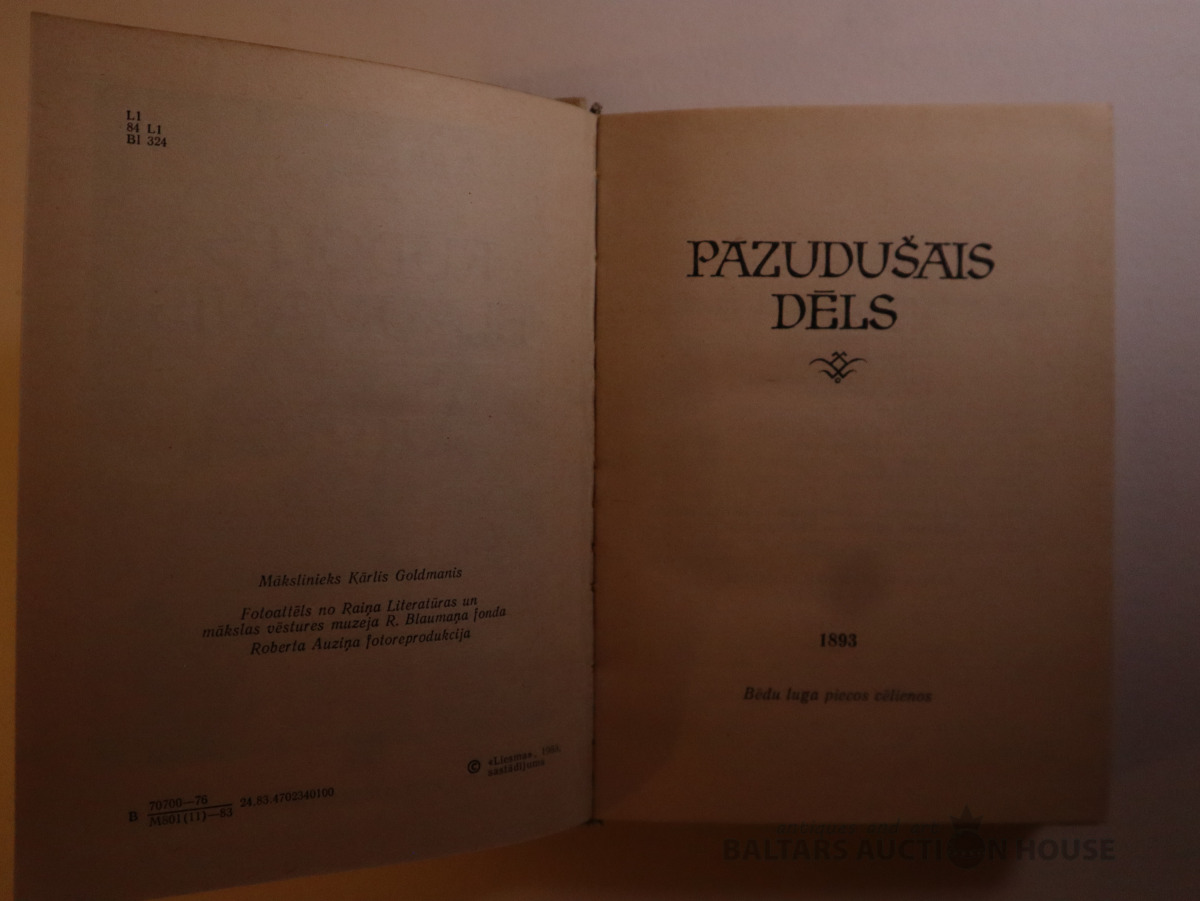 L1
84 L1
Bl 324
Mākslinieks Kārlis Goldmanis
Fotoattēls no Raiņa Literatūras un
mākslas vēstures muzeja R. Blaumaņa fonda
Roberta Auziņa fotoreprodukcija
© «Liesma»,
sastādījums
B 70700—76 24.83.4702340100
M801(11)—83
PAZUDUŠAIS
DĒLS
1893
Bēdu luga piecos cēlienos
BALTARS AUCTION HOUSE